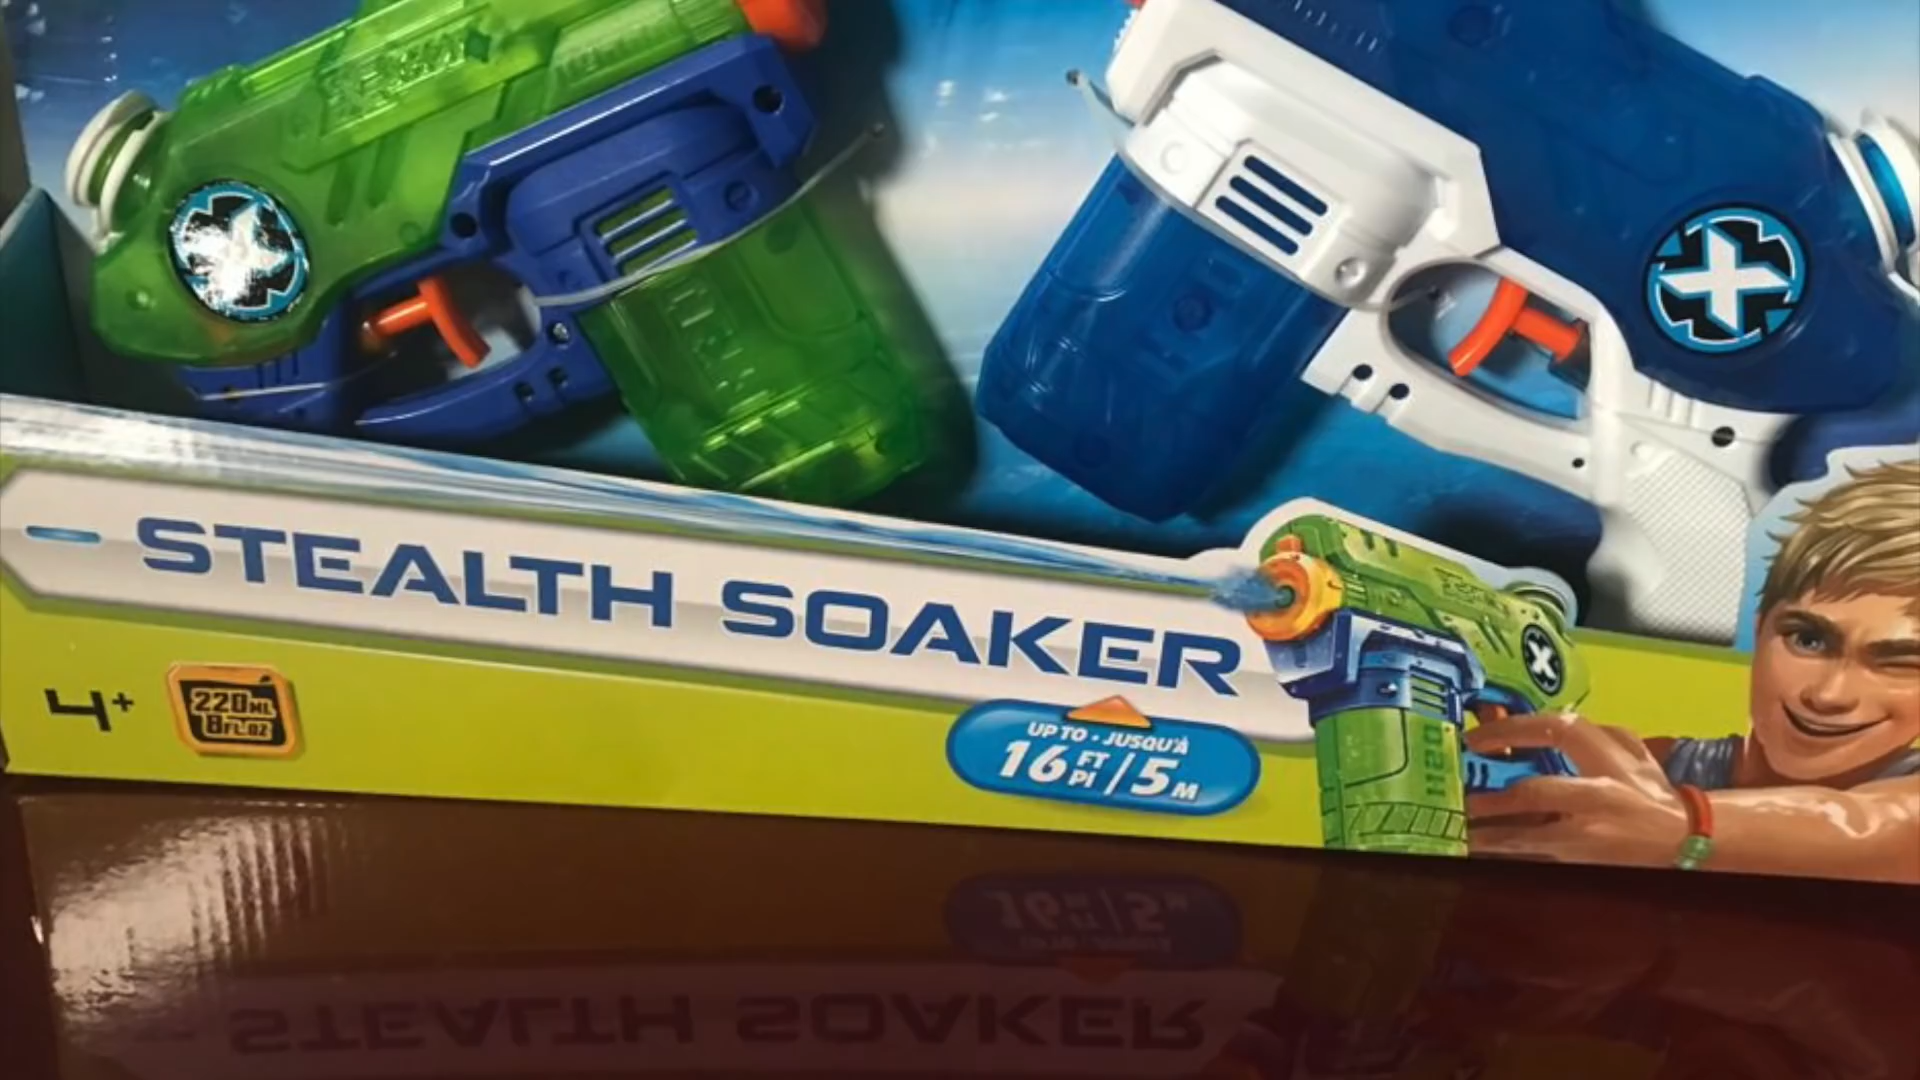 X
X
STEALTH SOAKER
X
4+
220ML
8FL.OZ
UP TO • JUSQU'À
16 FT PI / 5 M